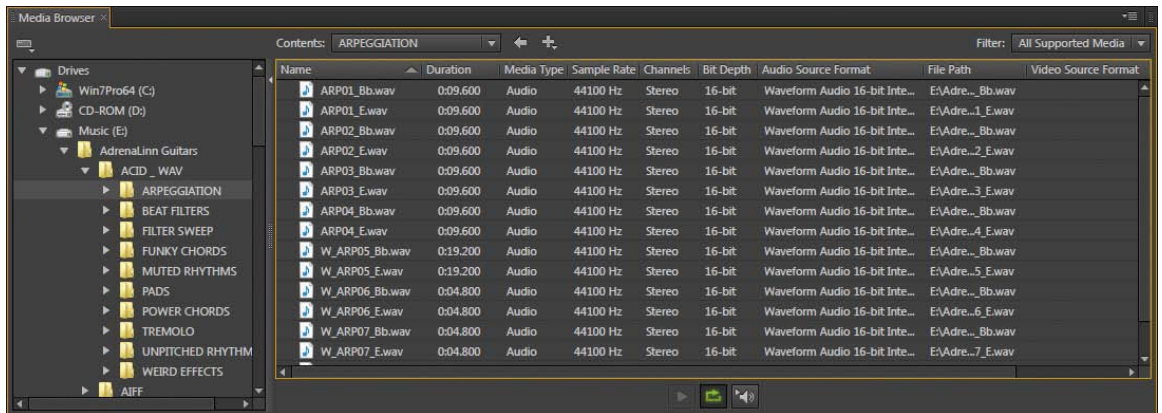 Media Browser ×
Contents: ARPEGGIATION Filter: All Supported Media
Drives
Win7Pro64 (C:)
CD-ROM (D:)
Music (E:)
AdrenaLinn Guitars
ACID _ WAV
ARPEGGIATION
BEAT FILTERS
FILTER SWEEP
FUNKY CHORDS
MUTED RHYTHMS
PADS
POWER CHORDS
TREMOLO
UNPITCHED RHYTHM
WEIRD EFFECTS
AIFF
Name Duration Media Type Sample Rate Channels Bit Depth Audio Source Format File Path Video Source Format
ARP01_Bb.wav 0:09.600 Audio 44100 Hz Stereo 16-bit Waveform Audio 16-bit Inte... E:\Adre..._Bb.wav
ARP01_E.wav 0:09.600 Audio 44100 Hz Stereo 16-bit Waveform Audio 16-bit Inte... E:\Adre...1_E.wav
ARP02_Bb.wav 0:09.600 Audio 44100 Hz Stereo 16-bit Waveform Audio 16-bit Inte... E:\Adre..._Bb.wav
ARP02_E.wav 0:09.600 Audio 44100 Hz Stereo 16-bit Waveform Audio 16-bit Inte... E:\Adre...2_E.wav
ARP03_Bb.wav 0:09.600 Audio 44100 Hz Stereo 16-bit Waveform Audio 16-bit Inte... E:\Adre..._Bb.wav
ARP03_E.wav 0:09.600 Audio 44100 Hz Stereo 16-bit Waveform Audio 16-bit Inte... E:\Adre...3_E.wav
ARP04_Bb.wav 0:09.600 Audio 44100 Hz Stereo 16-bit Waveform Audio 16-bit Inte... E:\Adre..._Bb.wav
ARP04_E.wav 0:09.600 Audio 44100 Hz Stereo 16-bit Waveform Audio 16-bit Inte... E:\Adre...4_E.wav
W_ARP05_Bb.wav 0:19.200 Audio 44100 Hz Stereo 16-bit Waveform Audio 16-bit Inte... E:\Adre..._Bb.wav
W_ARP05_E.wav 0:19.200 Audio 44100 Hz Stereo 16-bit Waveform Audio 16-bit Inte... E:\Adre...5_E.wav
W_ARP06_Bb.wav 0:04.800 Audio 44100 Hz Stereo 16-bit Waveform Audio 16-bit Inte... E:\Adre..._Bb.wav
W_ARP06_E.wav 0:04.800 Audio 44100 Hz Stereo 16-bit Waveform Audio 16-bit Inte... E:\Adre...6_E.wav
W_ARP07_Bb.wav 0:04.800 Audio 44100 Hz Stereo 16-bit Waveform Audio 16-bit Inte... E:\Adre..._Bb.wav
W_ARP07_E.wav 0:04.800 Audio 44100 Hz Stereo 16-bit Waveform Audio 16-bit Inte... E:\Adre...7_E.wav